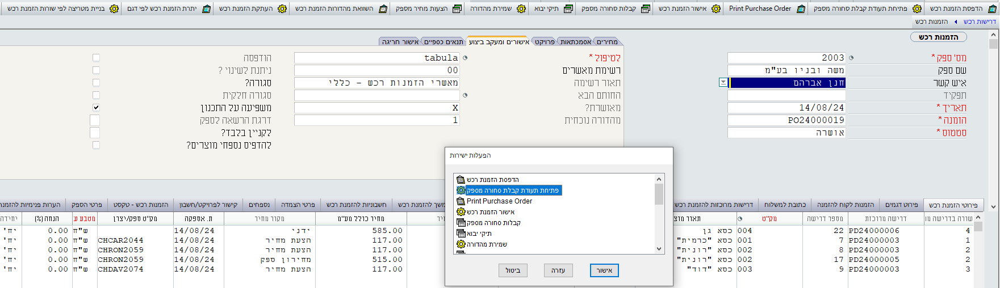 הדפסת הזמנת רכש פתיחת תעודת קבלת סחורה מספק Print Purchase Order אישור הזמנת רכש קבלות סחורה מספק תיקי יבוא שמירת מהדורה הצעות מחיר מספק השוואת מהדורות הזמנת רכש העתקת הזמנת רכש יתרת הזמנת רכש לפי דגם בניית מטריצה לפי שורות הזמנת רכש
דרישות רכש הזמנות רכש
הזמנות רכש
מחירים אסמכתאות פרויקט אישורים ומעקב ביצוע תנאים כספיים אישור חריגה
מס' ספק * 2003
שם ספק משה ובניו בע"מ
איש קשר חנן אברהם
תפקיד
תאריך * 14/08/24
הזמנה * PO24000019
סטטוס * אושרה
לטיפול * tabula
רשימת מאשרים 00
תאור רשימה מאשרי הזמנות רכש - כללי
החותם הבא
מאושרת? X
מהדורה נוכחית 1
הודפסה
ניתנת לשינוי ?
סגורה?
סגורה חלקית
משפיעה על התכנון
דרגת הרשאה לספק
לקניין בלבד?
להדפיס נספחי מוצרים?
הפעלות ישירות
הדפסת הזמנת רכש
פתיחת תעודת קבלת סחורה מספק
Print Purchase Order
אישור הזמנת רכש
קבלות סחורה מספק
תיקי יבוא
שמירת מהדורה
אישור עזרה ביטול
פירוטי הזמנת רכש פירוט דגמים הזמנות לקוח להזמנה כתובת למשלוח דרישות מרוכזות להזמנת רכש משך להזמנת רכש חשבוניות להזמנת רכש פרטי הצמדה נספחים קישור לפרויקט/חשבון הזמנות רכש - טקסט פרטי הספק הערות פנימיות להזמנה
שורה בדרישה מו דרישה מרוכזת מספר דרישה מק"ט תאור מוצ יר מחיר כולל מע"מ מקור מחיר ת. אספקה מק"ט ספק/יצרן מטבע ע הנחה (%) יחידה
4 PD24000006 22 004 כסא גן 585.00 ידני 14/08/24 ש"ח 0.00 יח'
1 PD24000003 7 001 כסא "כרמית" 117.00 הצעת מחיר 14/08/24 CHCAR2044 ש"ח 0.00 יח'
2 PD24000003 8 002 כסא "רונית" 117.00 הצעת מחיר 14/08/24 CHRON2059 ש"ח 0.00 יח'
2 PD24000005 17 002 כסא "רונית" 515.00 מחירון ספק 14/08/24 CHRON2059 ש"ח 0.00 יח'
3 PD24000003 9 003 כסא "דוד" 117.00 הצעת מחיר 14/08/24 CHDAV2074 ש"ח 0.00 יח'